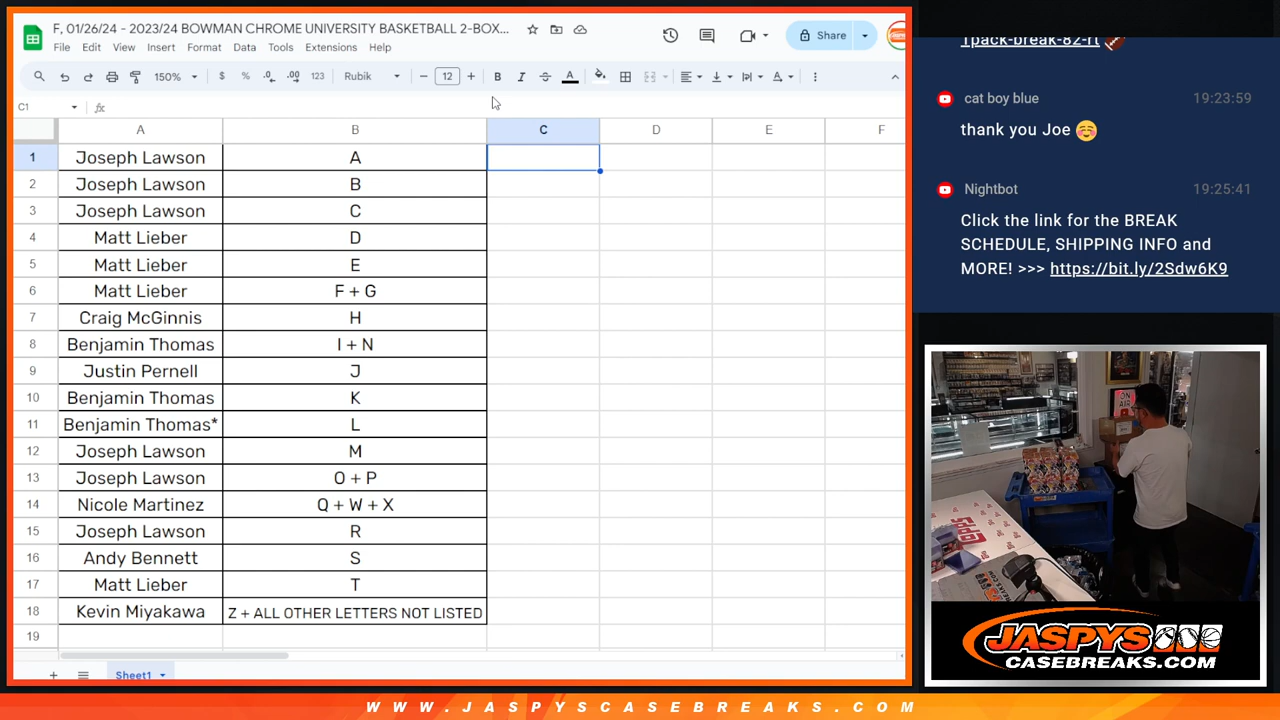 F, 01/26/24 - 2023/24 BOWMAN CHROME UNIVERSITY BASKETBALL 2-BOX...
File Edit View Insert Format Data Tools Extensions Help
Share
150% $ % .0 .00 123 Rubik 12 B I S A
C1 fx
A B C D E F
1 Joseph Lawson A
2 Joseph Lawson B
3 Joseph Lawson C
4 Matt Lieber D
5 Matt Lieber E
6 Matt Lieber F + G
7 Craig McGinnis H
8 Benjamin Thomas I + N
9 Justin Pernell J
10 Benjamin Thomas K
11 Benjamin Thomas* L
12 Joseph Lawson M
13 Joseph Lawson O + P
14 Nicole Martinez Q + W + X
15 Joseph Lawson R
16 Andy Bennett S
17 Matt Lieber T
18 Kevin Miyakawa Z + ALL OTHER LETTERS NOT LISTED
19
Sheet1
1pack-break-82-rt 🏈
cat boy blue 19:23:59
thank you Joe ☺️
Nightbot 19:25:41
Click the link for the BREAK
SCHEDULE, SHIPPING INFO and
MORE! >>> https://bit.ly/2Sdw6K9
ON
AIR
JASPYS
CASEBREAKS.COM
WWW.JASPYSCASEBREAKS.COM